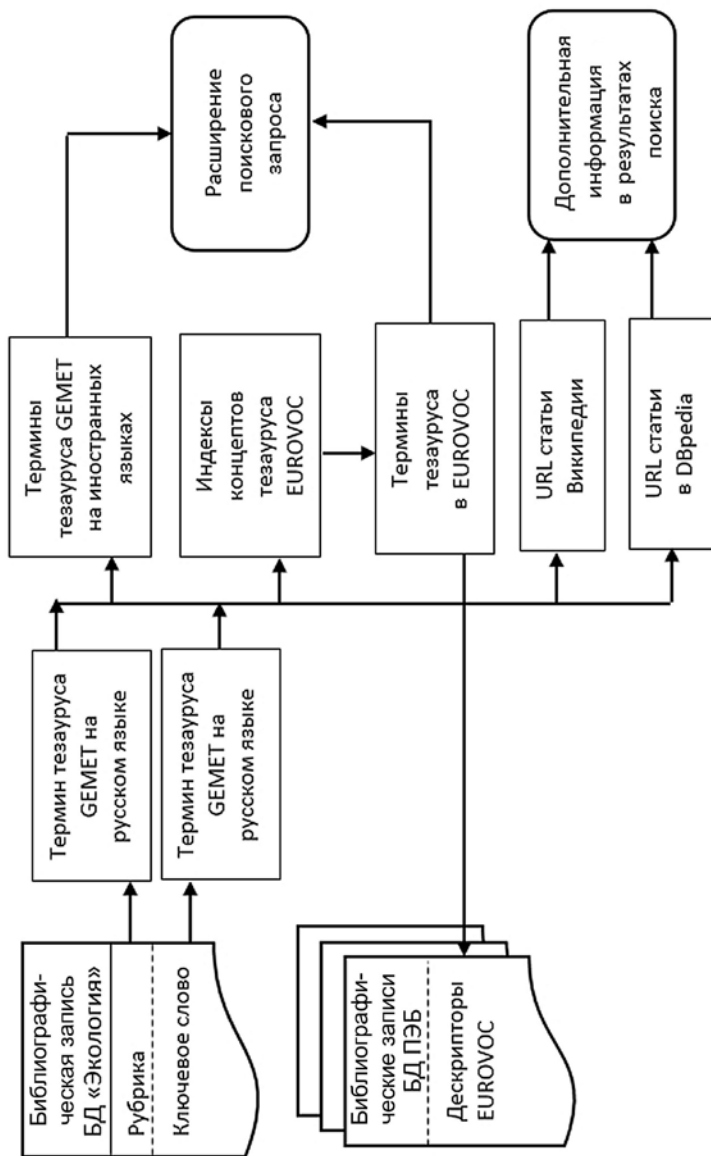 Библиографи-
ческая запись
БД «Экология»
Рубрика
Ключевое слово
Термин тезауруса
GEMET на
русском языке
Термин тезауруса
GEMET на
русском языке
Термины
тезауруса GEMET
на иностранных
языках
Расширение
поискового
запроса
Индексы
концептов
тезауруса
EUROVOC
Термины
тезауруса
в EUROVOC
Библиографи-
ческие записи
БД ПЭБ
Дескрипторы
EUROVOC
URL статьи
Википедии
URL статьи
в DBpedia
Дополнительная
информация
в результатах
поиска